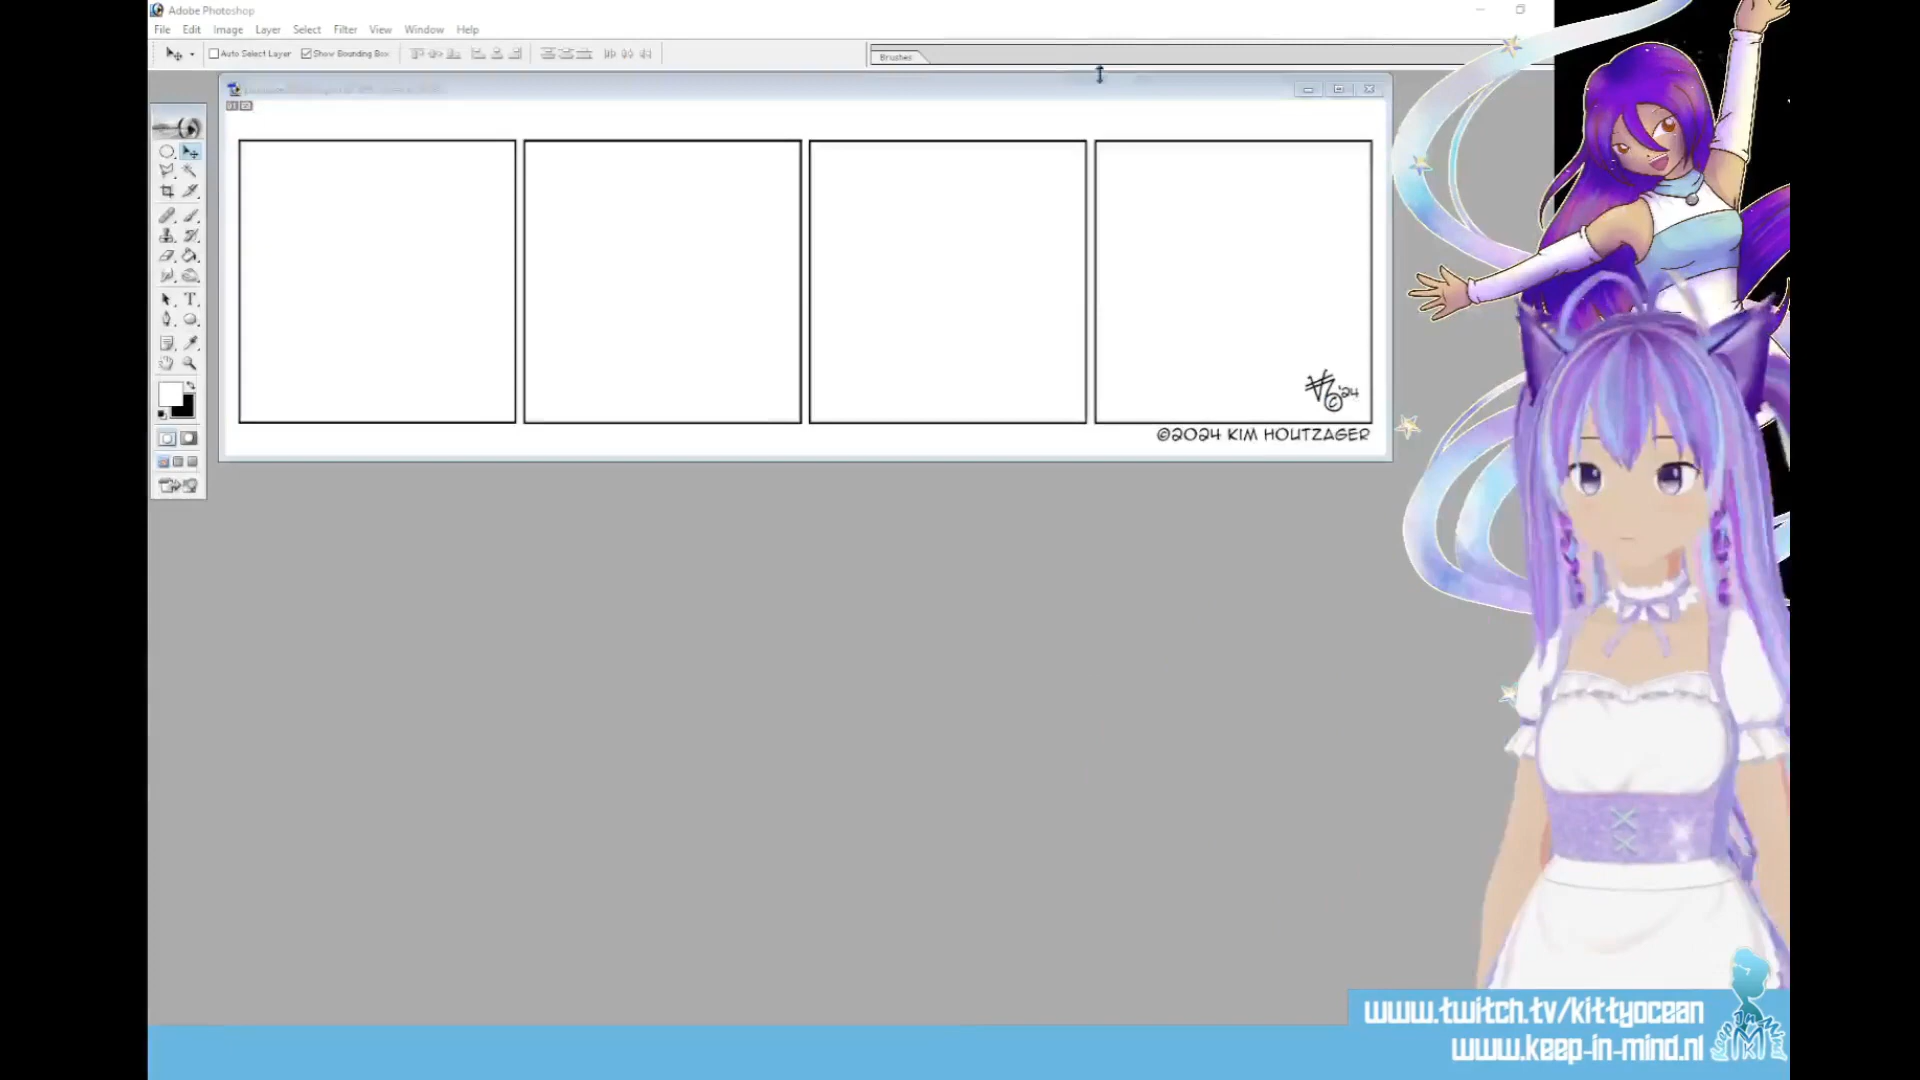 Adobe Photoshop
File Edit Image Layer Select Filter View Window Help
Auto Select Layer Show Bounding Box
Brushes
'24
©2024 KIM HOUTZAGER
www.twitch.tv/kittyocean
www.keep-in-mind.nl